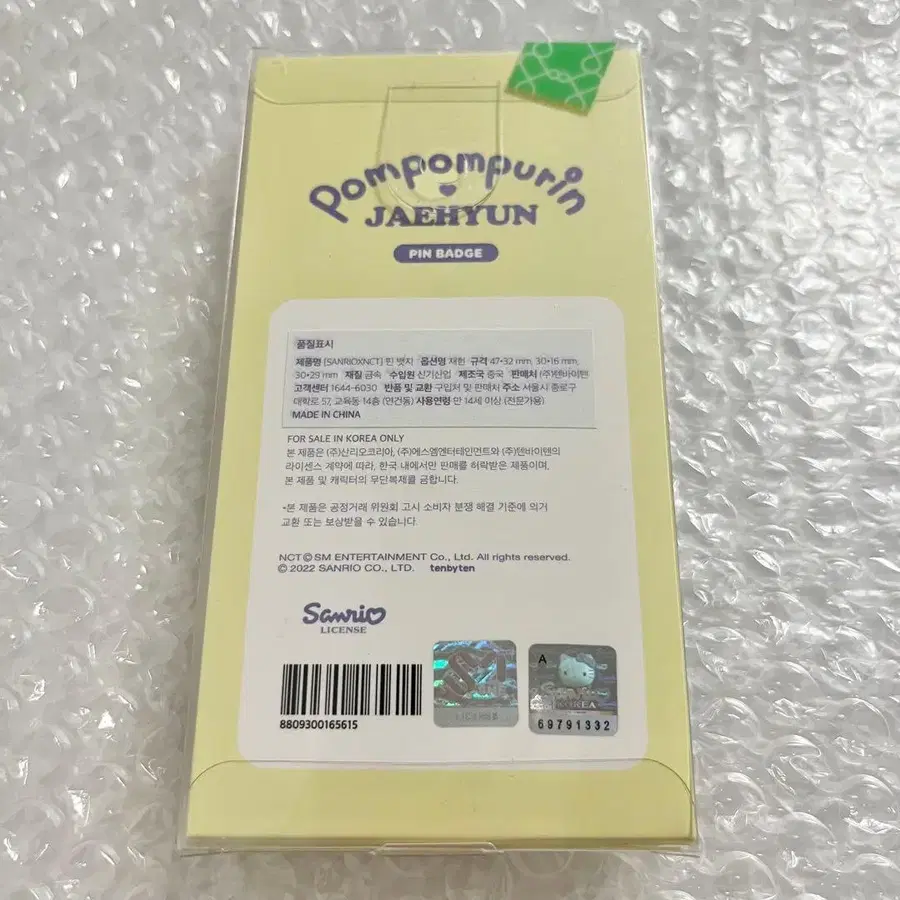 pompompurin
JAEHYUN
PIN BADGE
품질표시
제품명 [SANRIOXNCT] 핀 뱃지 옵션명 재현 규격 47*32 mm, 30*16 mm,
30*29 mm 재질 금속 수입원 신기산업 제조국 중국 판매처 (주)텐바이텐
고객센터 1644-6030 반품 및 교환 구입처 및 판매처 주소 서울시 종로구
대학로 57, 교육동 14층 (연건동) 사용연령 만 14세 이상 (전문가용)
MADE IN CHINA
FOR SALE IN KOREA ONLY
본 제품은 (주)산리오코리아, (주)에스엠엔터테인먼트와 (주)텐바이텐의
라이센스 계약에 따라, 한국 내에서만 판매를 허락받은 제품이며,
본 제품 및 캐릭터의 무단복제를 금합니다.
*본 제품은 공정거래 위원회 고시 소비자 분쟁 해결 기준에 의거
교환 또는 보상받을 수 있습니다.
NCT © SM ENTERTAINMENT Co., Ltd. All rights reserved.
© 2022 SANRIO CO., LTD. tenbyten
Sanrio
LICENSE
8809300165615
A
Sanrio
KOREA
69791332